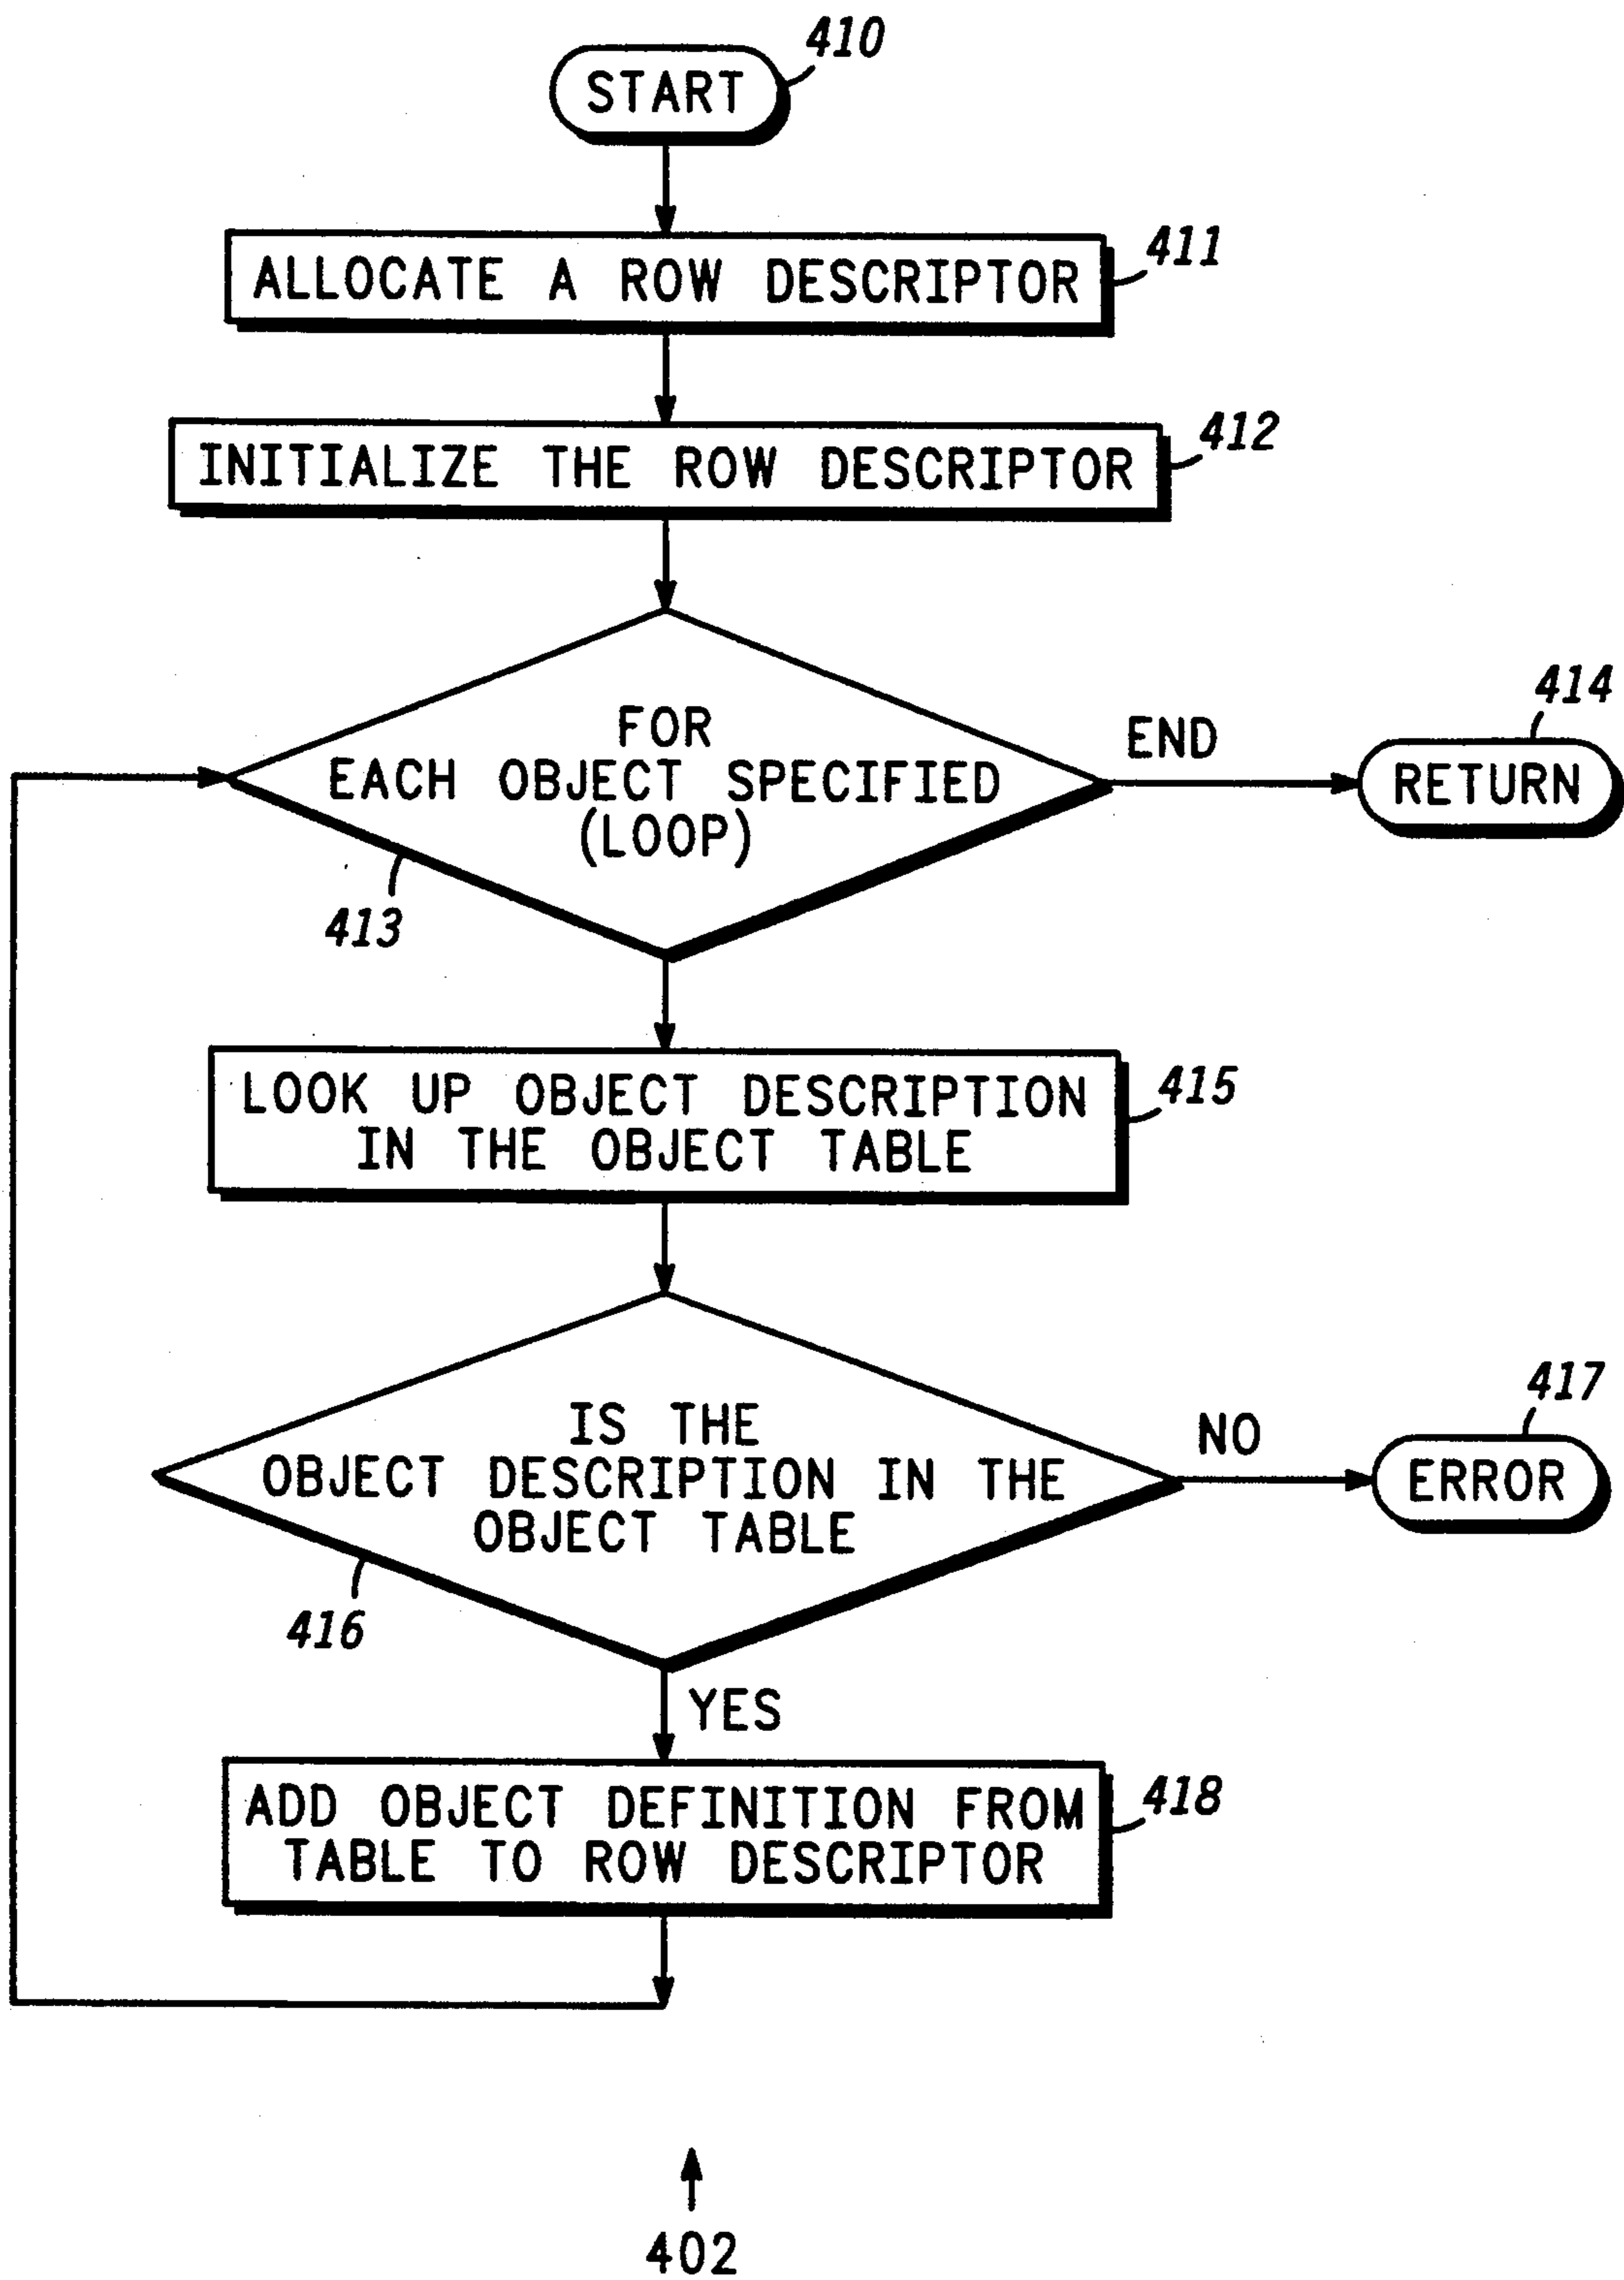 410
START
411
ALLOCATE A ROW DESCRIPTOR
412
INITIALIZE THE ROW DESCRIPTOR
FOR
EACH OBJECT SPECIFIED
(LOOP)
413
END
414
RETURN
LOOK UP OBJECT DESCRIPTION
IN THE OBJECT TABLE
415
IS THE
OBJECT DESCRIPTION IN THE
OBJECT TABLE
416
NO
417
ERROR
YES
ADD OBJECT DEFINITION FROM
TABLE TO ROW DESCRIPTOR
418
402